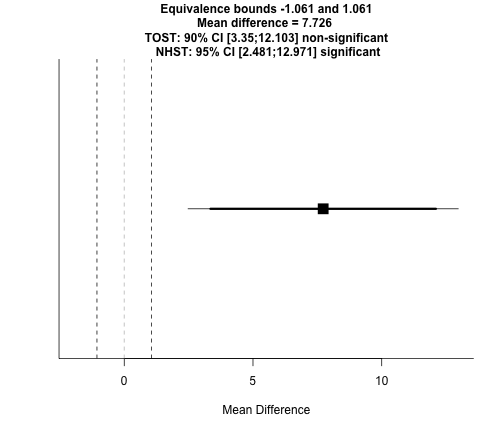 Equivalence bounds -1.061 and 1.061
Mean difference = 7.726
TOST: 90% CI [3.35;12.103] non-significant
NHST: 95% CI [2.481;12.971] significant
0 5 10
Mean Difference